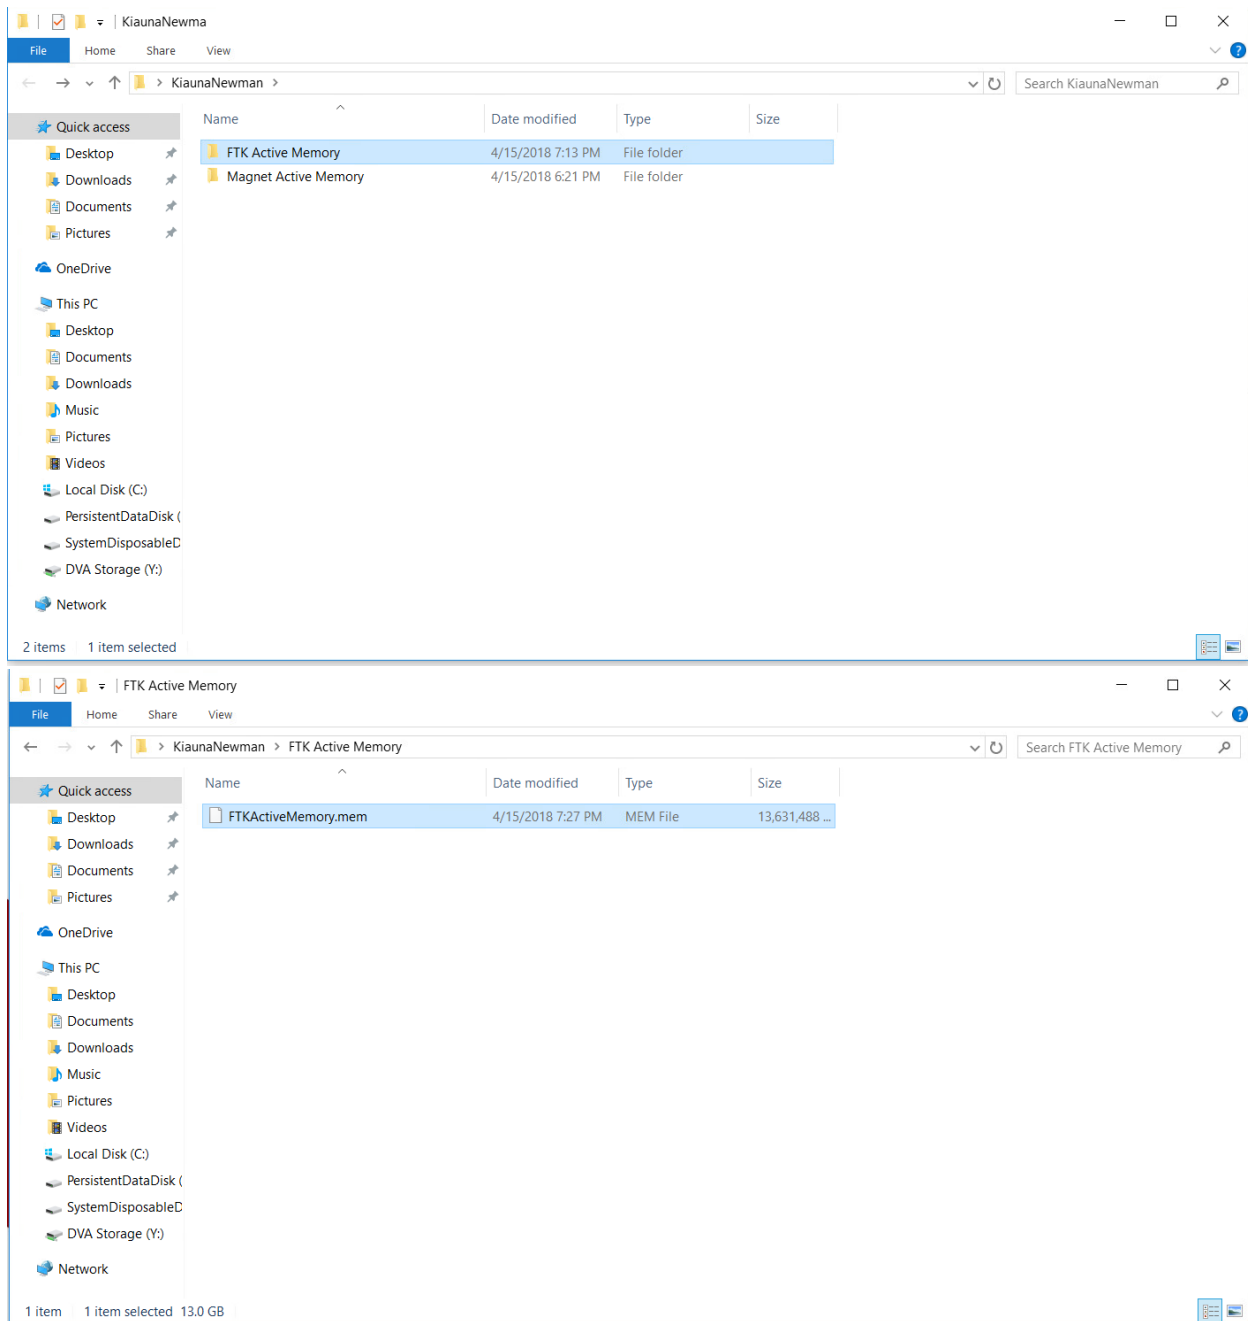 KiaunaNewma
File Home Share View
KiaunaNewman
Search KiaunaNewman
Name Date modified Type Size
Quick access
FTK Active Memory 4/15/2018 7:13 PM File folder
Desktop
Magnet Active Memory 4/15/2018 6:21 PM File folder
Downloads
Documents
Pictures
OneDrive
This PC
Desktop
Documents
Downloads
Music
Pictures
Videos
Local Disk (C:)
PersistentDataDisk (
SystemDisposableD
DVA Storage (Y:)
Network
2 items 1 item selected
FTK Active Memory
File Home Share View
KiaunaNewman > FTK Active Memory
Search FTK Active Memory
Name Date modified Type Size
Quick access
FTKActiveMemory.mem 4/15/2018 7:27 PM MEM File 13,631,488 ...
Desktop
Downloads
Documents
Pictures
OneDrive
This PC
Desktop
Documents
Downloads
Music
Pictures
Videos
Local Disk (C:)
PersistentDataDisk (
SystemDisposableD
DVA Storage (Y:)
Network
1 item 1 item selected 13.0 GB